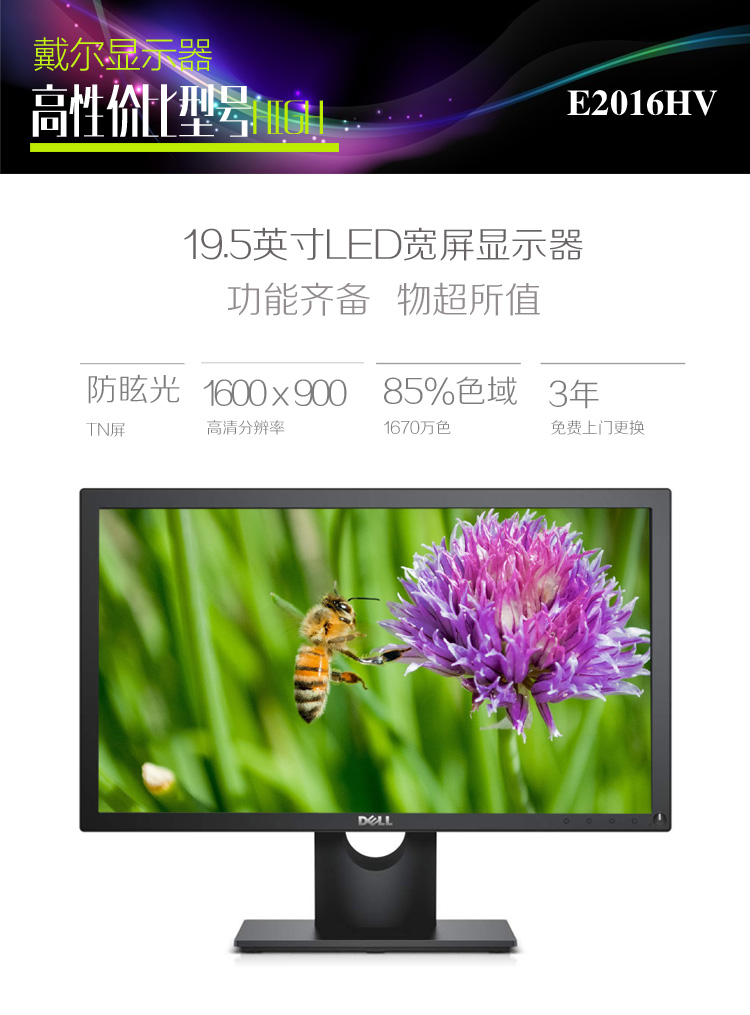 戴尔显示器
高性价比型号HIGH
E2016HV
19.5英寸LED宽屏显示器
功能齐备 物超所值
防眩光
TN屏
1600 x 900
高清分辨率
85%色域
1670万色
3年
免费上门更换
DELL